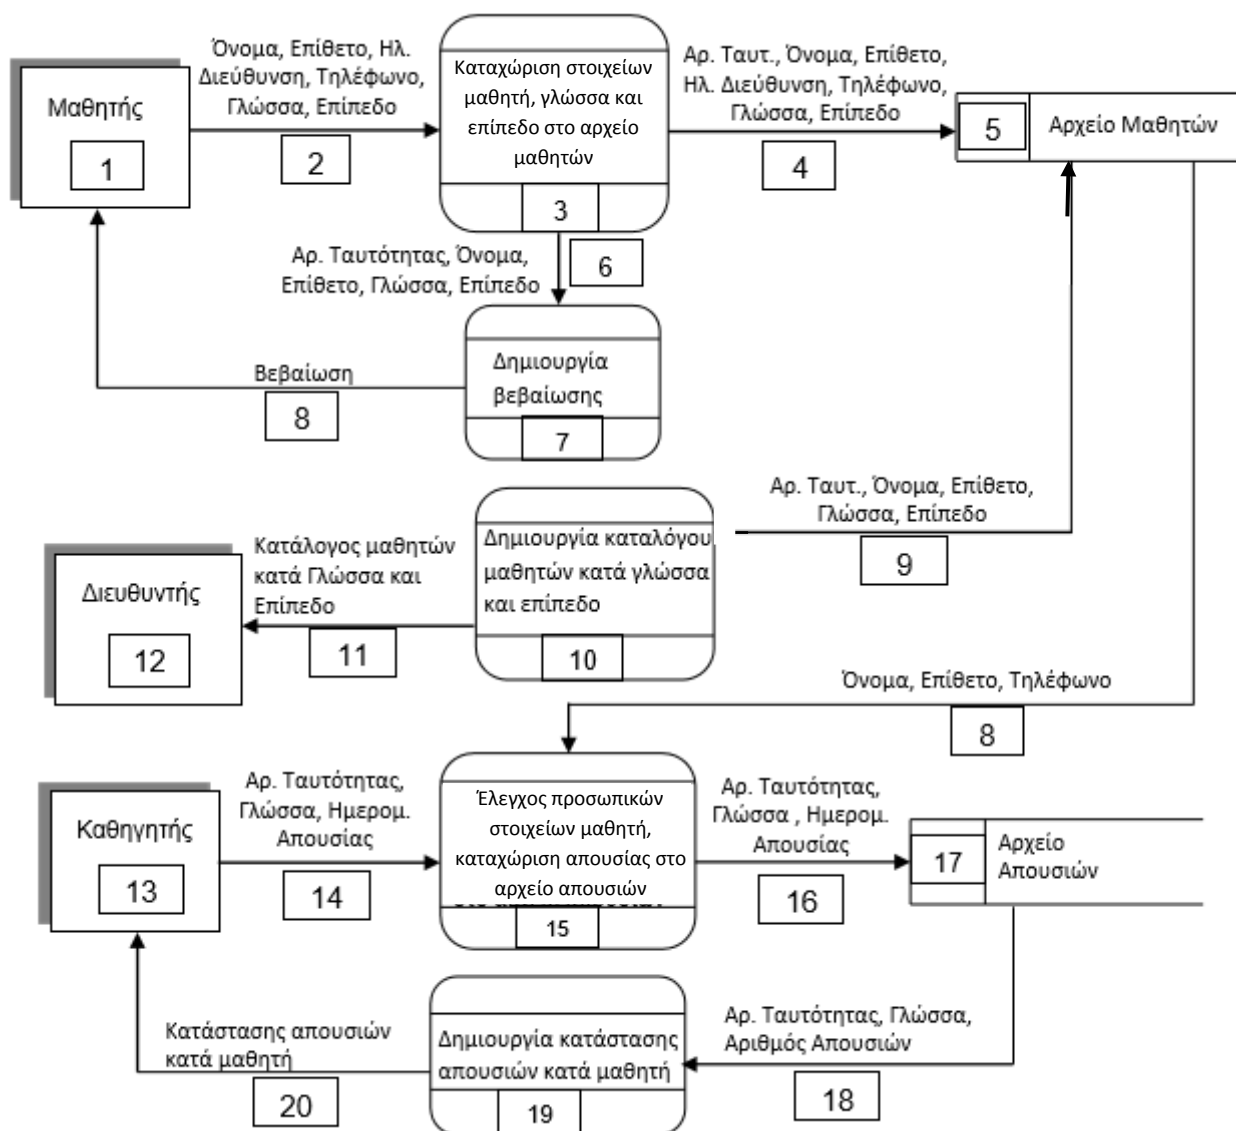 Μαθητής
1
Όνομα, Επίθετο, Ηλ.
Διεύθυνση, Τηλέφωνο,
Γλώσσα, Επίπεδο
2
Καταχώριση στοιχείων
μαθητή, γλώσσα και
επίπεδο στο αρχείο
μαθητών
3
Αρ. Ταυτ., Όνομα, Επίθετο,
Ηλ. Διεύθυνση, Τηλέφωνο,
Γλώσσα, Επίπεδο
4
5
Αρχείο Μαθητών
Αρ. Ταυτότητας, Όνομα,
Επίθετο, Γλώσσα, Επίπεδο
6
Δημιουργία
βεβαίωσης
7
Βεβαίωση
8
Αρ. Ταυτ., Όνομα, Επίθετο,
Γλώσσα, Επίπεδο
9
Δημιουργία καταλόγου
μαθητών κατά γλώσσα
και επίπεδο
10
Κατάλογος μαθητών
κατά Γλώσσα και
Επίπεδο
11
Διευθυντής
12
Όνομα, Επίθετο, Τηλέφωνο
8
Καθηγητής
13
Αρ. Ταυτότητας,
Γλώσσα, Ημερομ.
Απουσίας
14
Έλεγχος προσωπικών
στοιχείων μαθητή,
καταχώριση απουσίας στο
αρχείο απουσιών
15
Αρ. Ταυτότητας,
Γλώσσα , Ημερομ.
Απουσίας
16
17
Αρχείο
Απουσιών
Αρ. Ταυτότητας, Γλώσσα,
Αριθμός Απουσιών
18
Δημιουργία κατάστασης
απουσιών κατά μαθητή
19
Κατάστασης απουσιών
κατά μαθητή
20